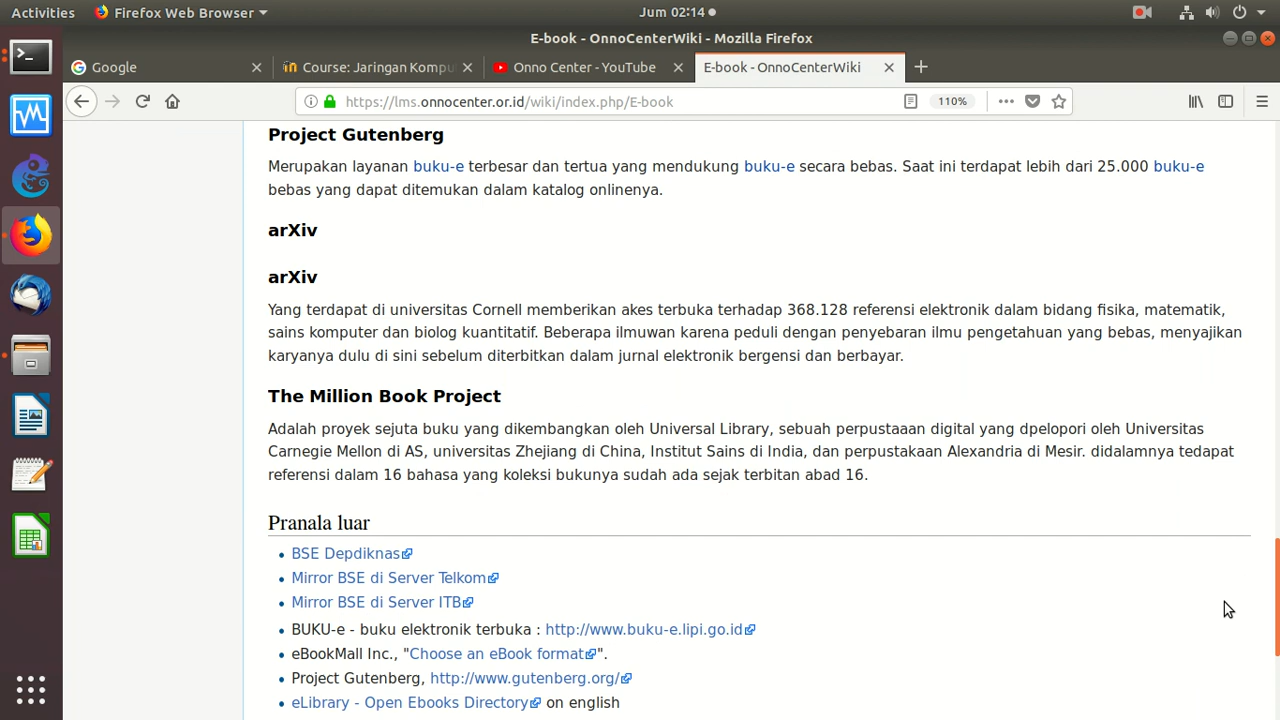 Activities Firefox Web Browser Jum 02:14
E-book - OnnoCenterWiki - Mozilla Firefox
Google Course: Jaringan Kompu Onno Center - YouTube E-book - OnnoCenterWiki
https://lms.onnocenter.or.id/wiki/index.php/E-book 110%
Project Gutenberg
Merupakan layanan buku-e terbesar dan tertua yang mendukung buku-e secara bebas. Saat ini terdapat lebih dari 25.000 buku-e
bebas yang dapat ditemukan dalam katalog onlinenya.
arXiv
arXiv
Yang terdapat di universitas Cornell memberikan akes terbuka terhadap 368.128 referensi elektronik dalam bidang fisika, matematik,
sains komputer dan biolog kuantitatif. Beberapa ilmuwan karena peduli dengan penyebaran ilmu pengetahuan yang bebas, menyajikan
karyanya dulu di sini sebelum diterbitkan dalam jurnal elektronik bergensi dan berbayar.
The Million Book Project
Adalah proyek sejuta buku yang dikembangkan oleh Universal Library, sebuah perpustaaan digital yang dpelopori oleh Universitas
Carnegie Mellon di AS, universitas Zhejiang di China, Institut Sains di India, dan perpustakaan Alexandria di Mesir. didalamnya tedapat
referensi dalam 16 bahasa yang koleksi bukunya sudah ada sejak terbitan abad 16.
Pranala luar
BSE Depdiknas
Mirror BSE di Server Telkom
Mirror BSE di Server ITB
BUKU-e - buku elektronik terbuka : http://www.buku-e.lipi.go.id
eBookMall Inc., "Choose an eBook format".
Project Gutenberg, http://www.gutenberg.org/
eLibrary - Open Ebooks Directory on english